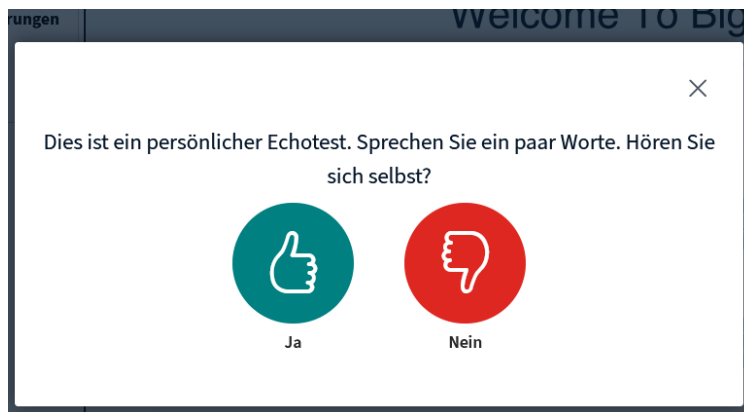 rungen
Welcome To Big
Dies ist ein persönlicher Echotest. Sprechen Sie ein paar Worte. Hören Sie
sich selbst?
Ja
Nein